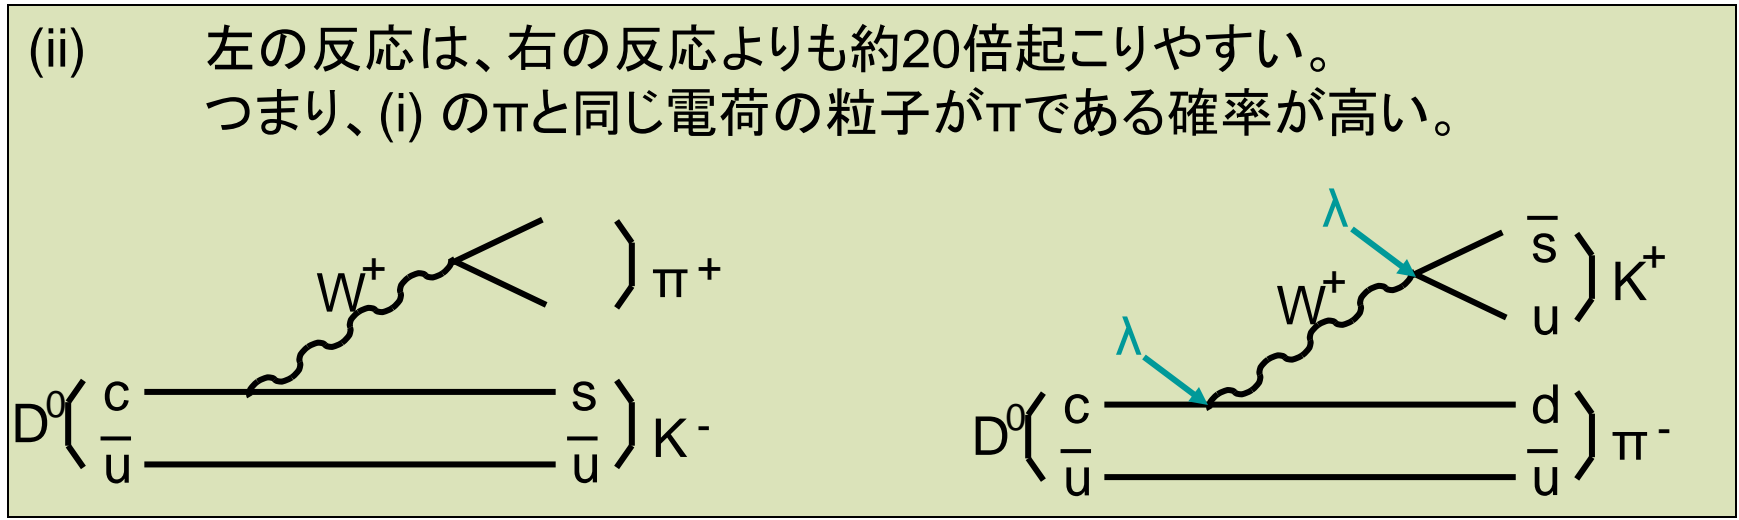 (ii) 左の反応は、右の反応よりも約20倍起こりやすい。
つまり、(i) のπと同じ電荷の粒子がπである確率が高い。
W⁺
π⁺
D⁰
c
u̅
s
u̅
K⁻
λ
λ
W⁺
s̅
u
K⁺
D⁰
c
u̅
d
u̅
π⁻